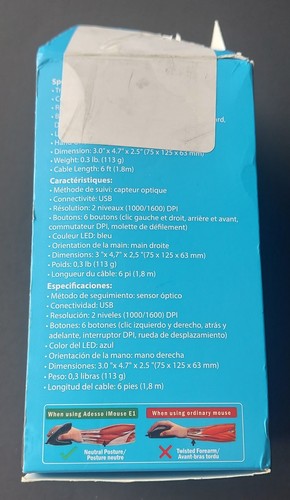 Spe
• Dimension: 3.0" x 4.7" x 2.5 "(75 x 125 x 63 mm)
• Weight: 0.3 lb. (113 g)
• Cable Length: 6 ft (1.8m)
Caractéristiques:
• Méthode de suivi: capteur optique
• Connectivité: USB
• Résolution: 2 niveaux (1000/1600) DPI
• Boutons: 6 boutons (clic gauche et droit, arrière et avant,
commutateur DPI, molette de défilement)
• Couleur LED: bleu
• Orientation de la main: main droite
• Dimensions: 3 "x 4,7" x 2,5 "(75 x 125 x 63 mm)
• Poids: 0,3 lb (113 g)
• Longueur du câble: 6 pi (1,8 m)
Especificaciones:
• Método de seguimiento: sensor óptico
• Conectividad: USB
• Resolución: 2 niveles (1000/1600) DPI
• Botones: 6 botones (clic izquierdo y derecho, atrás y
adelante, interruptor DPI, rueda de desplazamiento)
• Color del LED: azul
• Orientación de la mano: mano derecha
• Dimensiones: 3.0 "x 4.7" x 2.5 "(75 x 125 x 63 mm)
• Peso: 0,3 libras (113 g)
• Longitud del cable: 6 pies (1,8 m)
When using Adesso iMouse E1
Neutral Posture/
Posture neutre
When using ordinary mouse
Twisted Forearm/
Avant-bras tordu